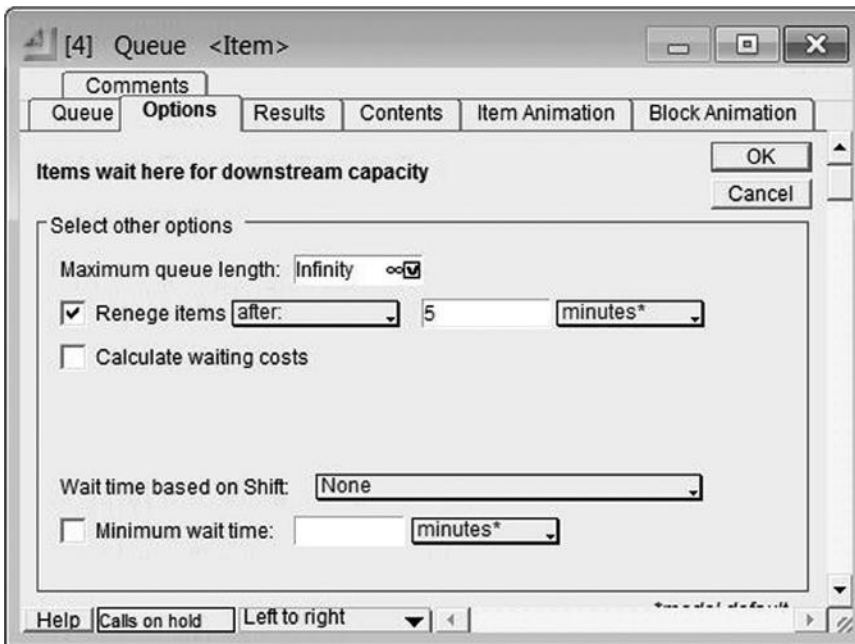 [4] Queue <Item>
Comments
Queue Options Results Contents Item Animation Block Animation
OK
Items wait here for downstream capacity
Cancel
Select other options
Maximum queue length: Infinity ∞
Renege items after: 5 minutes*
Calculate waiting costs
Wait time based on Shift: None
Minimum wait time: minutes*
Help Calls on hold Left to right